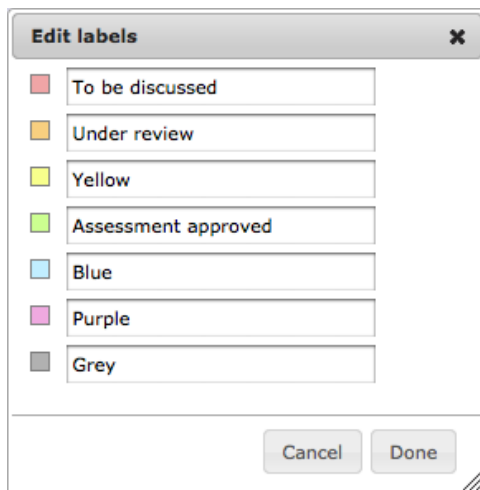 Edit labels
To be discussed
Under review
Yellow
Assessment approved
Blue
Purple
Grey
Cancel Done